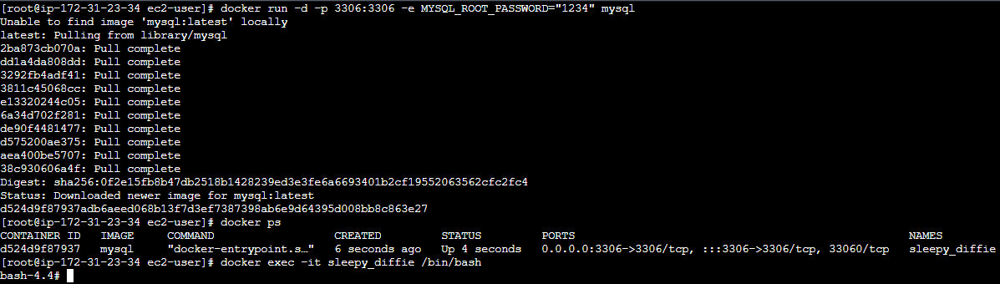 [root@ip-172-31-23-34 ec2-user]# docker run -d -p 3306:3306 -e MYSQL_ROOT_PASSWORD="1234" mysql
Unable to find image 'mysql:latest' locally
latest: Pulling from library/mysql
2ba873cb070a: Pull complete
dd1a4da808dd: Pull complete
3292fb4adf41: Pull complete
3811c45068cc: Pull complete
e13320244c05: Pull complete
6a34d702f281: Pull complete
de90f4481477: Pull complete
d575200ae375: Pull complete
aea400be5707: Pull complete
38c930606a4f: Pull complete
Digest: sha256:0f2e15fb8b47db2518b1428239ed3e3fe6a6693401b2cf19552063562cfc2fc4
Status: Downloaded newer image for mysql:latest
d524d9f87937adb6aeed068b13f7d3ef7387398ab6e9d64395d008bb8c863e27
[root@ip-172-31-23-34 ec2-user]# docker ps
CONTAINER ID   IMAGE     COMMAND                  CREATED         STATUS         PORTS                                                  NAMES
d524d9f87937   mysql     "docker-entrypoint.s…"   6 seconds ago   Up 4 seconds   0.0.0.0:3306->3306/tcp, :::3306->3306/tcp, 33060/tcp   sleepy_diffie
[root@ip-172-31-23-34 ec2-user]# docker exec -it sleepy_diffie /bin/bash
bash-4.4#